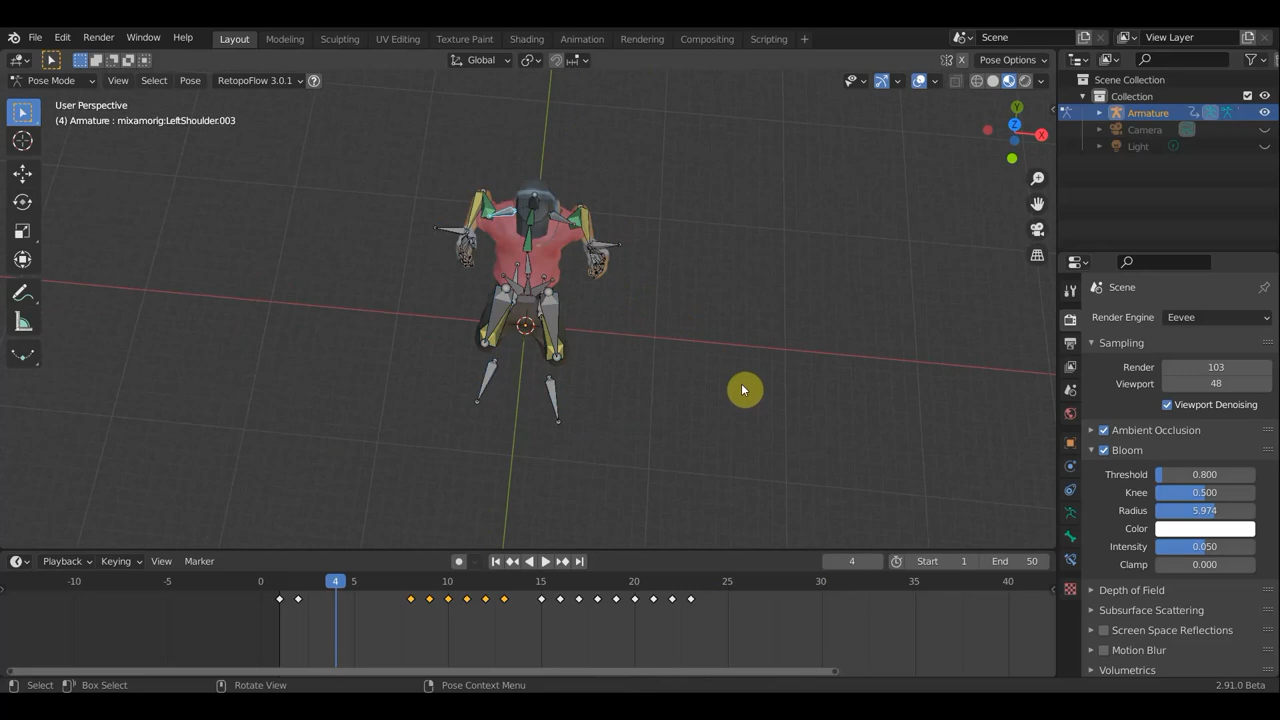 File Edit Render Window Help Layout Modeling Sculpting UV Editing Texture Paint Shading Animation Rendering Compositing Scripting Scene View Layer
Global Pose Options
Pose Mode View Select Pose RetopoFlow 3.0.1 Scene Collection
User Perspective
(4) Armature : mixamorig:LeftShoulder.003
Collection
Armature
Camera
Light
Y
Z
X
Scene
Render Engine Eevee
Sampling
Render 103
Viewport 48
Viewport Denoising
Ambient Occlusion
Bloom
Threshold 0.800
Knee 0.500
Radius 5.974
Color
Intensity 0.050
Clamp 0.000
Depth of Field
Subsurface Scattering
Screen Space Reflections
Motion Blur
Volumetrics
Playback Keying View Marker 4 Start 1 End 50
-10 -5 0 4 5 10 15 20 25 30 35 40
Select Box Select Rotate View Pose Context Menu 2.91.0 Beta